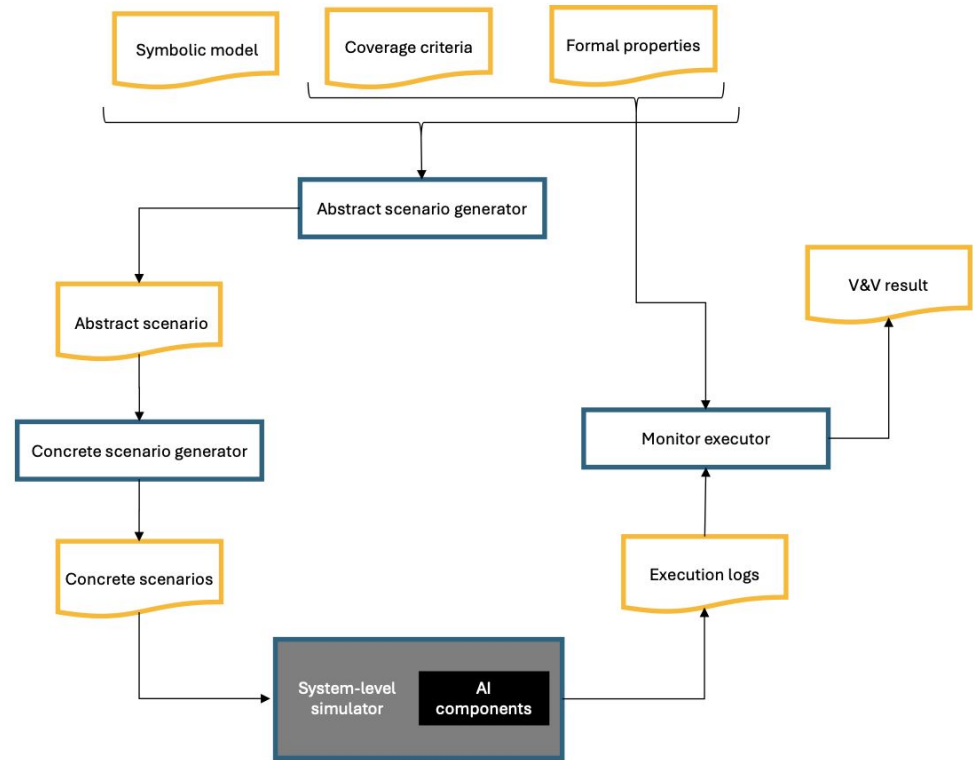 Symbolic model
Coverage criteria
Formal properties
Abstract scenario generator
V&V result
Abstract scenario
Monitor executor
Concrete scenario generator
Concrete scenarios
Execution logs
System-level
simulator
AI
components